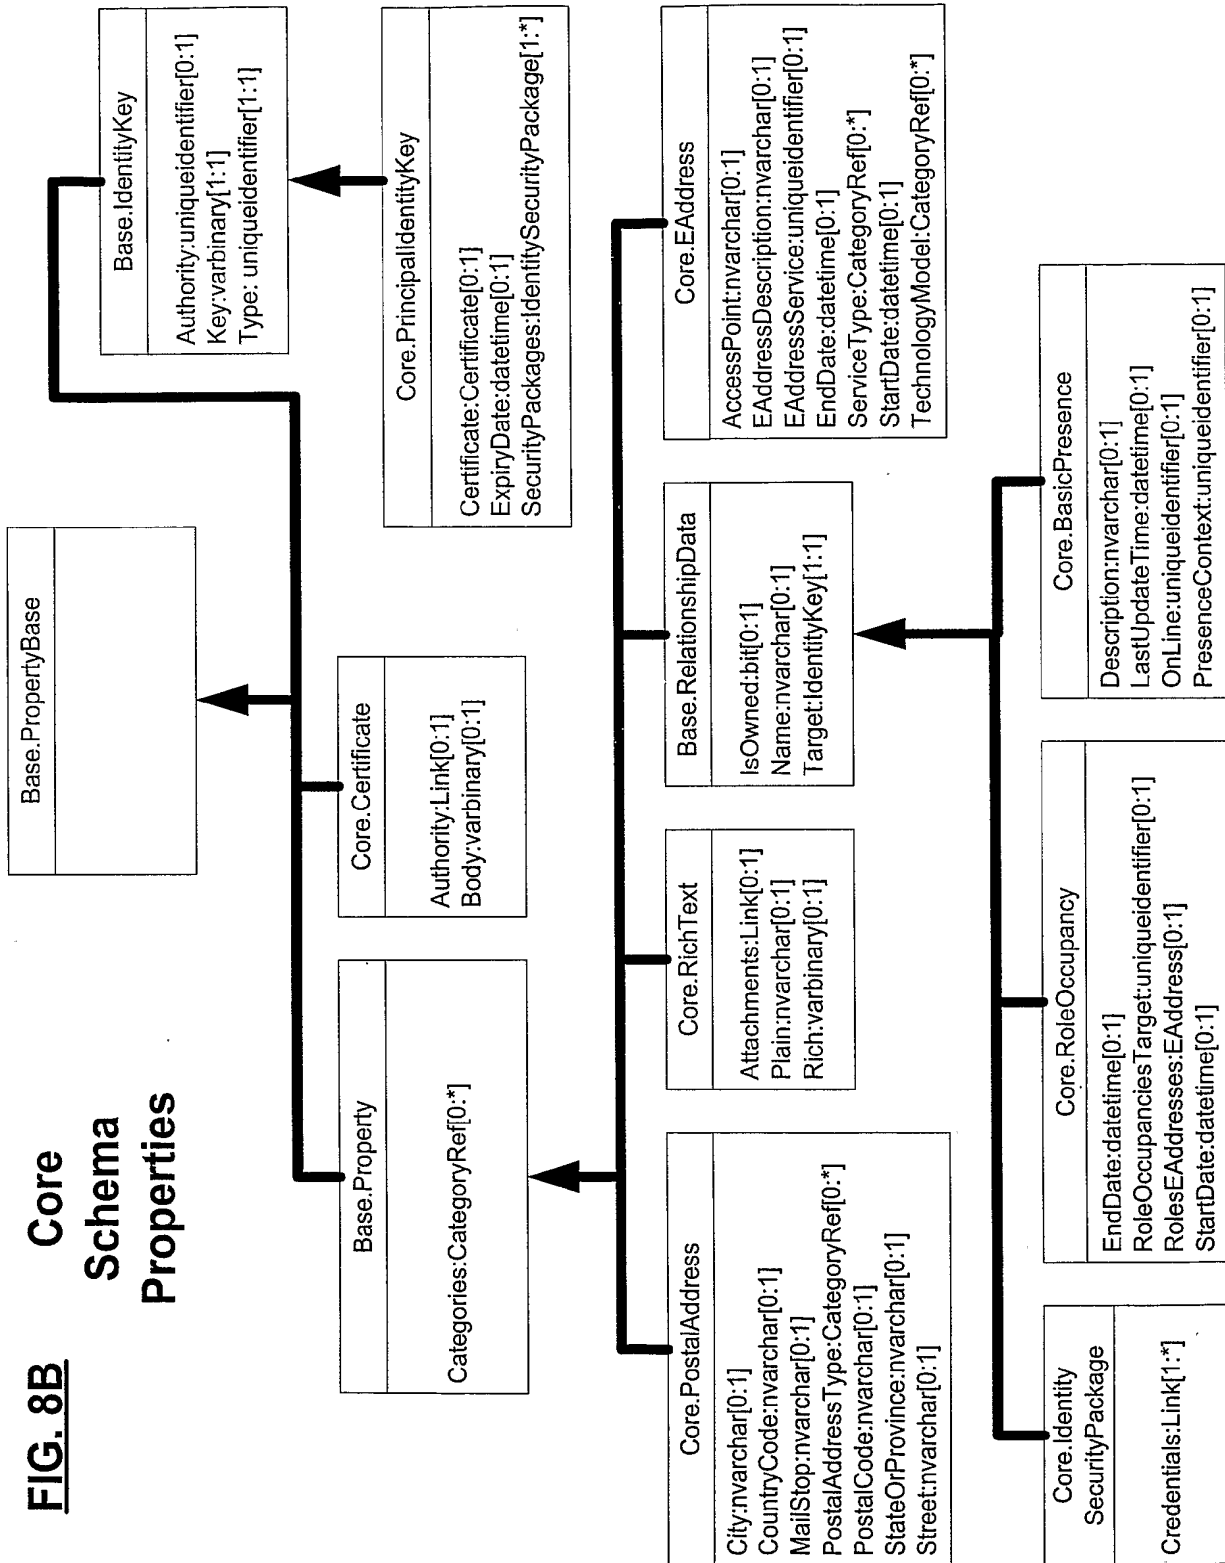 FIG. 8B
Core
Schema
Properties
Base.PropertyBase
Base.Property
Categories:CategoryRef[0:*]
Core.Certificate
Authority:Link[0:1]
Body:varbinary[0:1]
Base.IdentityKey
Authority:uniqueidentifier[0:1]
Key:varbinary[1:1]
Type: uniqueidentifier[1:1]
Core.PrincipalIdentityKey
Certificate:Certificate[0:1]
ExpiryDate:datetime[0:1]
SecurityPackages:IdentitySecurityPackage[1:*]
Core.PostalAddress
City:nvarchar[0:1]
CountryCode:nvarchar[0:1]
MailStop:nvarchar[0:1]
PostalAddressType:CategoryRef[0:*]
PostalCode:nvarchar[0:1]
StateOrProvince:nvarchar[0:1]
Street:nvarchar[0:1]
Core.RichText
Attachments:Link[0:1]
Plain:nvarchar[0:1]
Rich:varbinary[0:1]
Base.RelationshipData
IsOwned:bit[0:1]
Name:nvarchar[0:1]
Target:IdentityKey[1:1]
Core.EAddress
AccessPoint:nvarchar[0:1]
EAddressDescription:nvarchar[0:1]
EAddressService:uniqueidentifier[0:1]
EndDate:datetime[0:1]
ServiceType:CategoryRef[0:*]
StartDate:datetime[0:1]
TechnologyModel:CategoryRef[0:*]
Core.Identity
SecurityPackage
Credentials:Link[1:*]
Core.RoleOccupancy
EndDate:datetime[0:1]
RoleOccupanciesTarget:uniqueidentifier[0:1]
RolesEAddresses:EAddress[0:1]
StartDate:datetime[0:1]
Core.BasicPresence
Description:nvarchar[0:1]
LastUpdateTime:datetime[0:1]
OnLine:uniqueidentifier[0:1]
PresenceContext:uniqueidentifier[0:1]